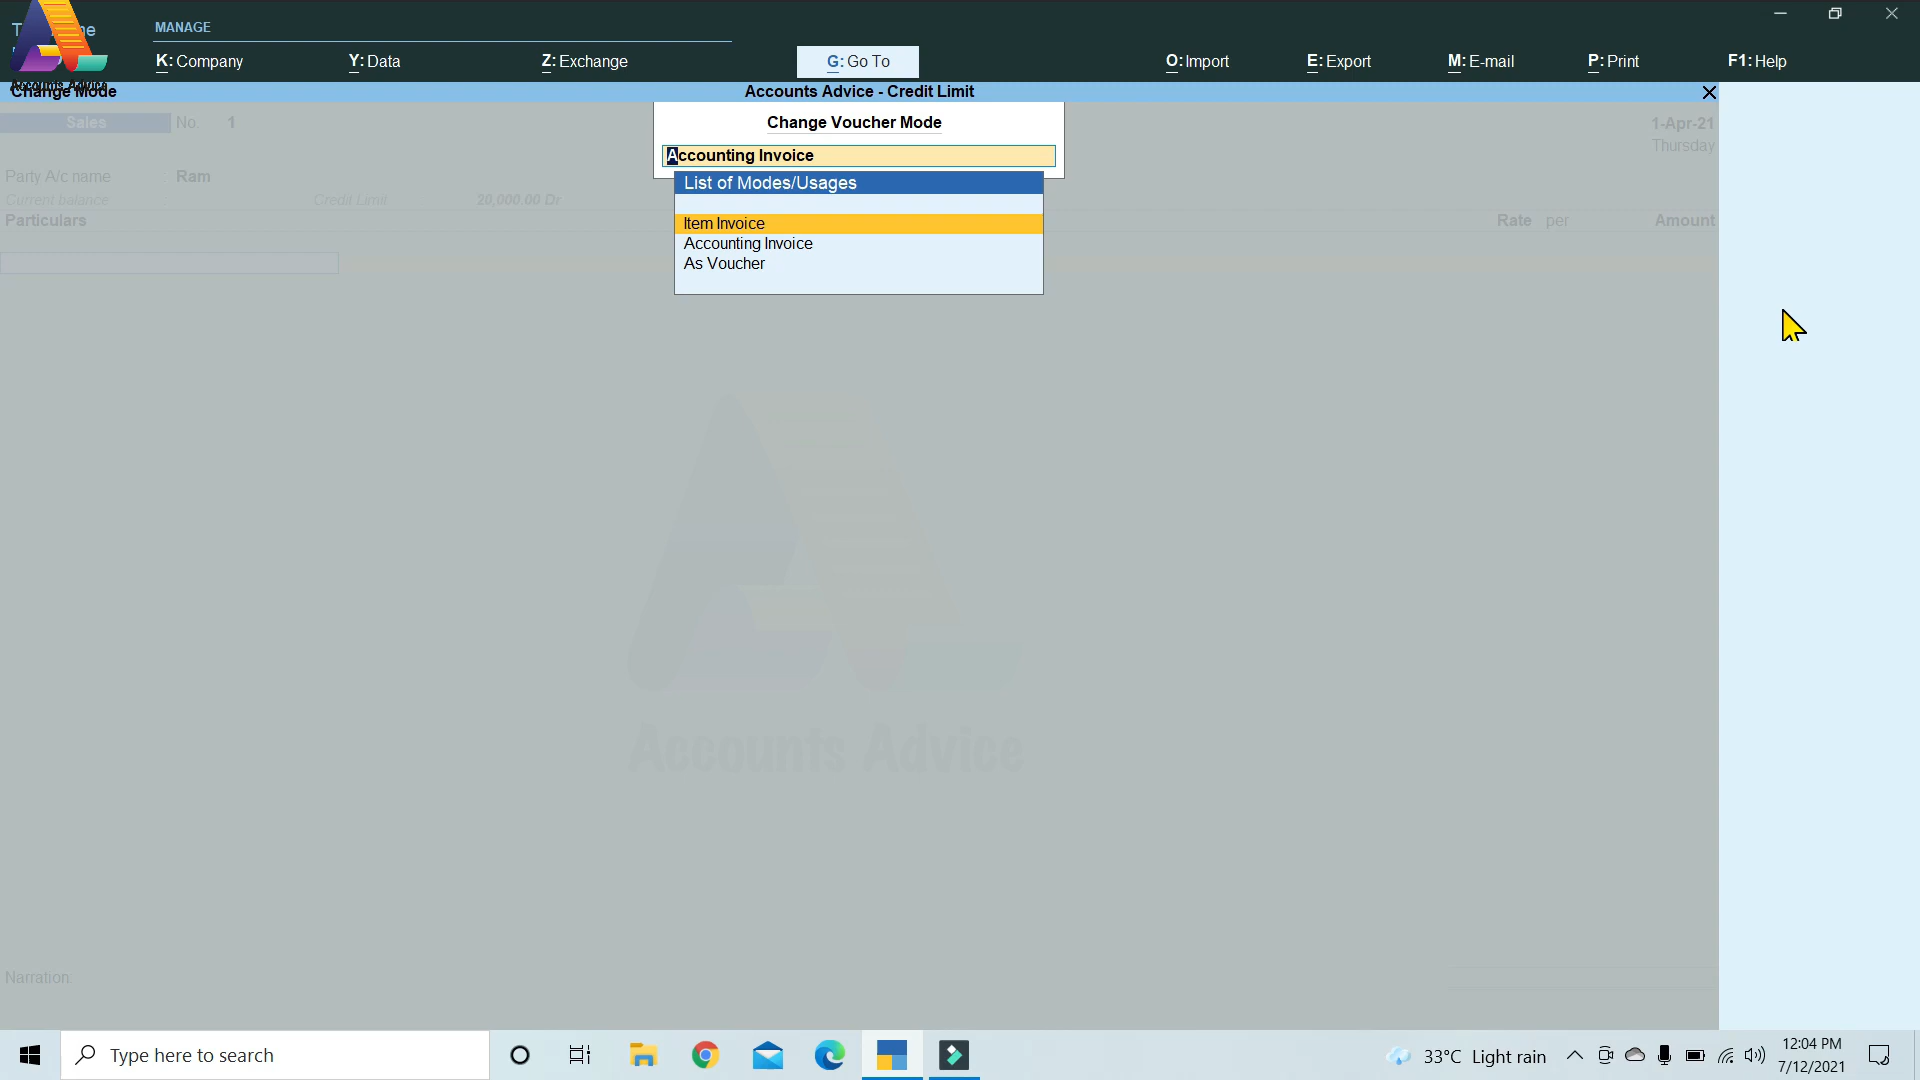 MANAGE
K: Company
Y: Data
Z: Exchange
G: Go To
O: Import
E: Export
M: E-mail
P: Print
F1: Help
Accounts Advice
Change Mode
Accounts Advice - Credit Limit
Sales No. 1
1-Apr-21
Thursday
Change Voucher Mode
Accounting Invoice
List of Modes/Usages
Item Invoice
Accounting Invoice
As Voucher
Party A/c name : Ram
Current balance : Credit Limit 20,000.00 Dr
Particulars
Rate per Amount
Accounts Advice
Narration:
Type here to search
33°C Light rain
12:04 PM
7/12/2021